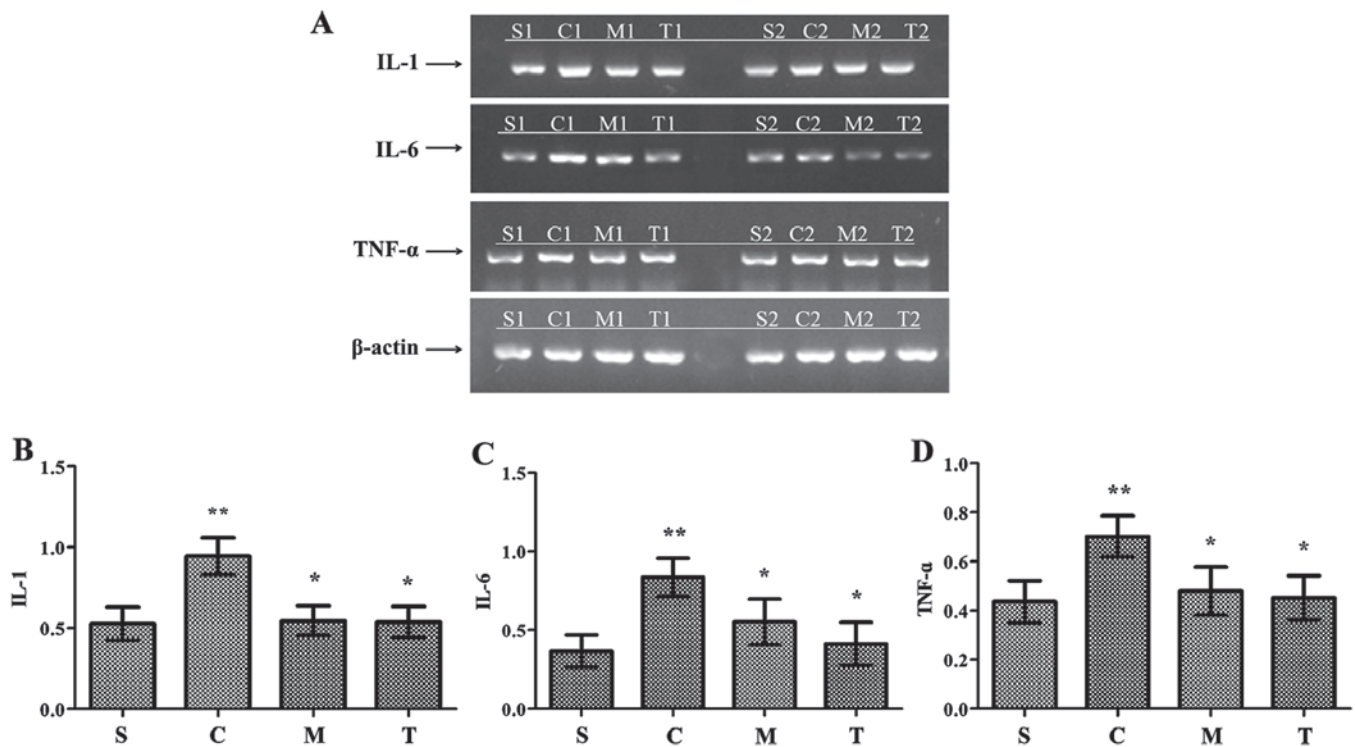 A
S1 C1 M1 T1 S2 C2 M2 T2
IL-1
S1 C1 M1 T1 S2 C2 M2 T2
IL-6
S1 C1 M1 T1 S2 C2 M2 T2
TNF-α
S1 C1 M1 T1 S2 C2 M2 T2
β-actin
B
IL-1
1.5
1.0
0.5
0.0
**
*
*
S C M T
C
IL-6
1.5
1.0
0.5
0.0
**
*
*
S C M T
D
TNF-α
1.0
0.8
0.6
0.4
0.2
0.0
**
*
*
S C M T